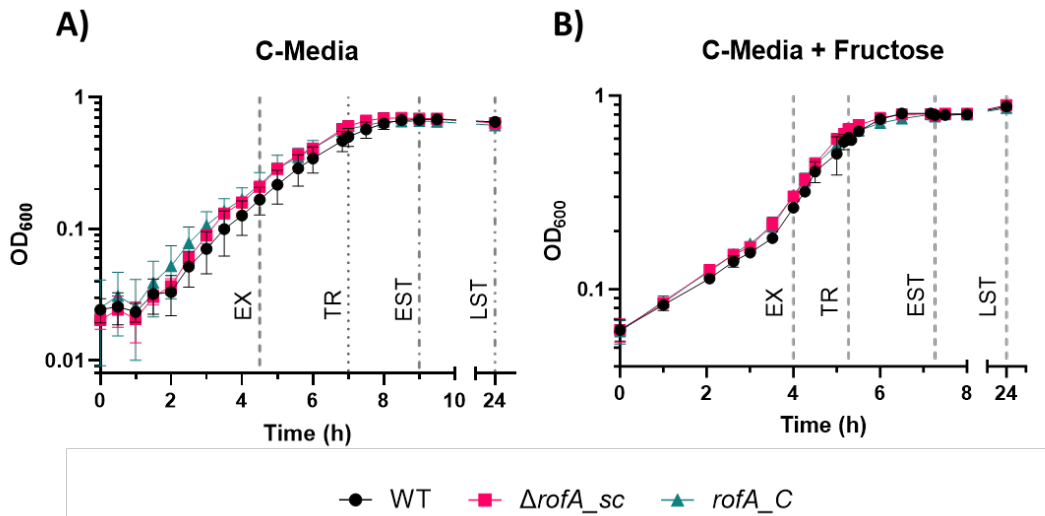 A)
C-Media
OD600
1
0.1
0.01
EX
TR
EST
LST
0 2 4 6 8 10 24
Time (h)
B)
C-Media + Fructose
OD600
1
0.1
EX
TR
EST
LST
0 2 4 6 8 24
Time (h)
WT ΔrofA_sc rofA_C